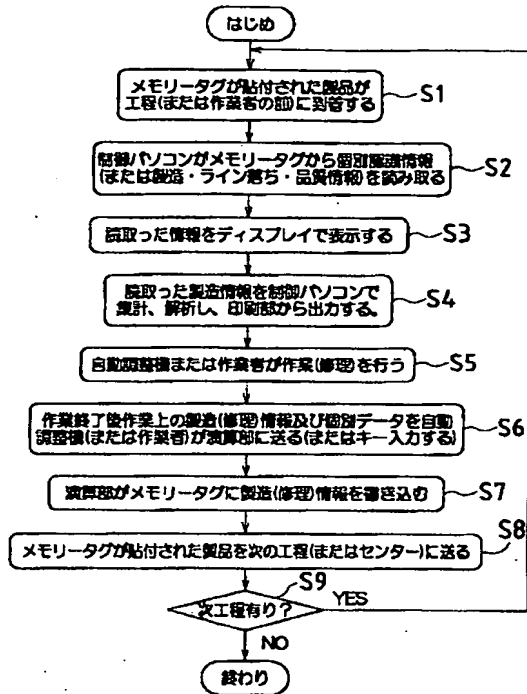 はじめ
メモリータグが貼付された製品が
工程(または作業者の前)に到着する
S1
制御パソコンがメモリータグから個別認識情報
(または製造・ライン落ち・品質情報)を読み取る
S2
読取った情報をディスプレイで表示する
S3
読取った製造情報を制御パソコンで
集計、解析し、印刷部から出力する。
S4
自動調整機または作業者が作業(修理)を行う
S5
作業終了後作業上の製造(修理)情報及び個別データを自動
調整機(または作業者)が演算部に送る(またはキー入力する)
S6
演算部がメモリータグに製造(修理)情報を書き込む
S7
メモリータグが貼付された製品を次の工程(またはセンター)に送る
S8
S9
次工程有り?
YES
NO
終わり